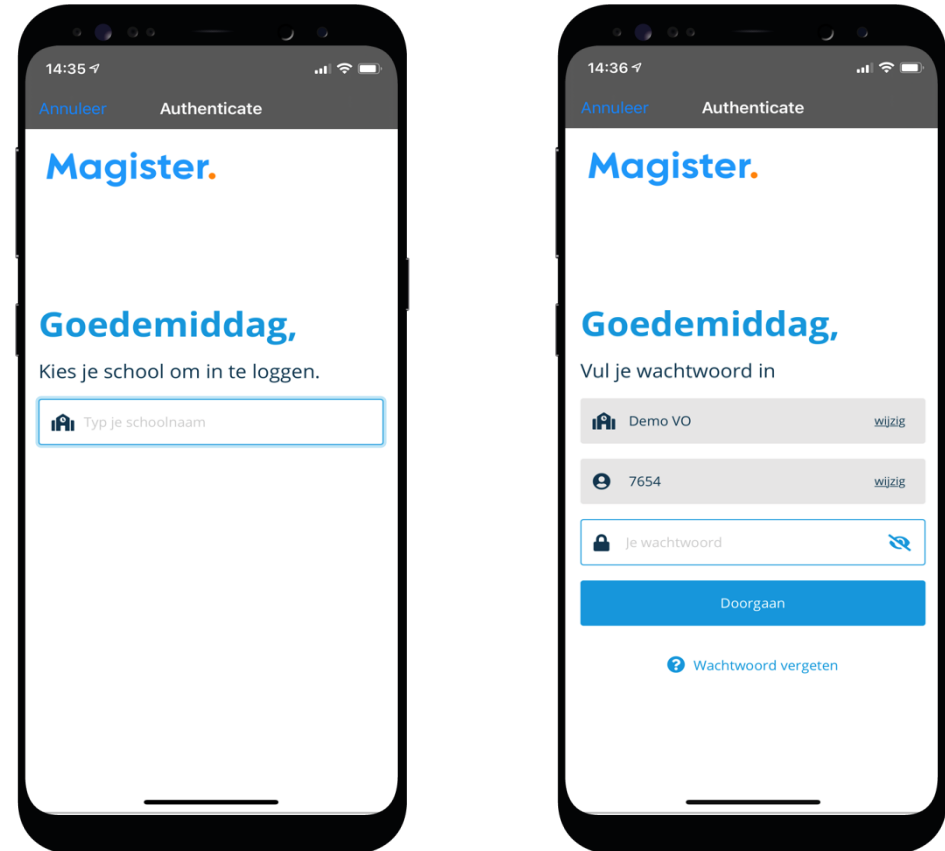 14:35
Annuleer Authenticate
Magister.
Goedemiddag,
Kies je school om in te loggen.
Typ je schoolnaam
14:36
Annuleer Authenticate
Magister.
Goedemiddag,
Vul je wachtwoord in
Demo VO wijzig
7654 wijzig
Je wachtwoord
Doorgaan
Wachtwoord vergeten